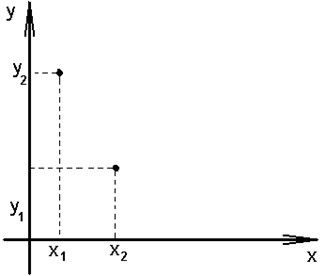 y
y₂
y₁
x₁ x₂ x